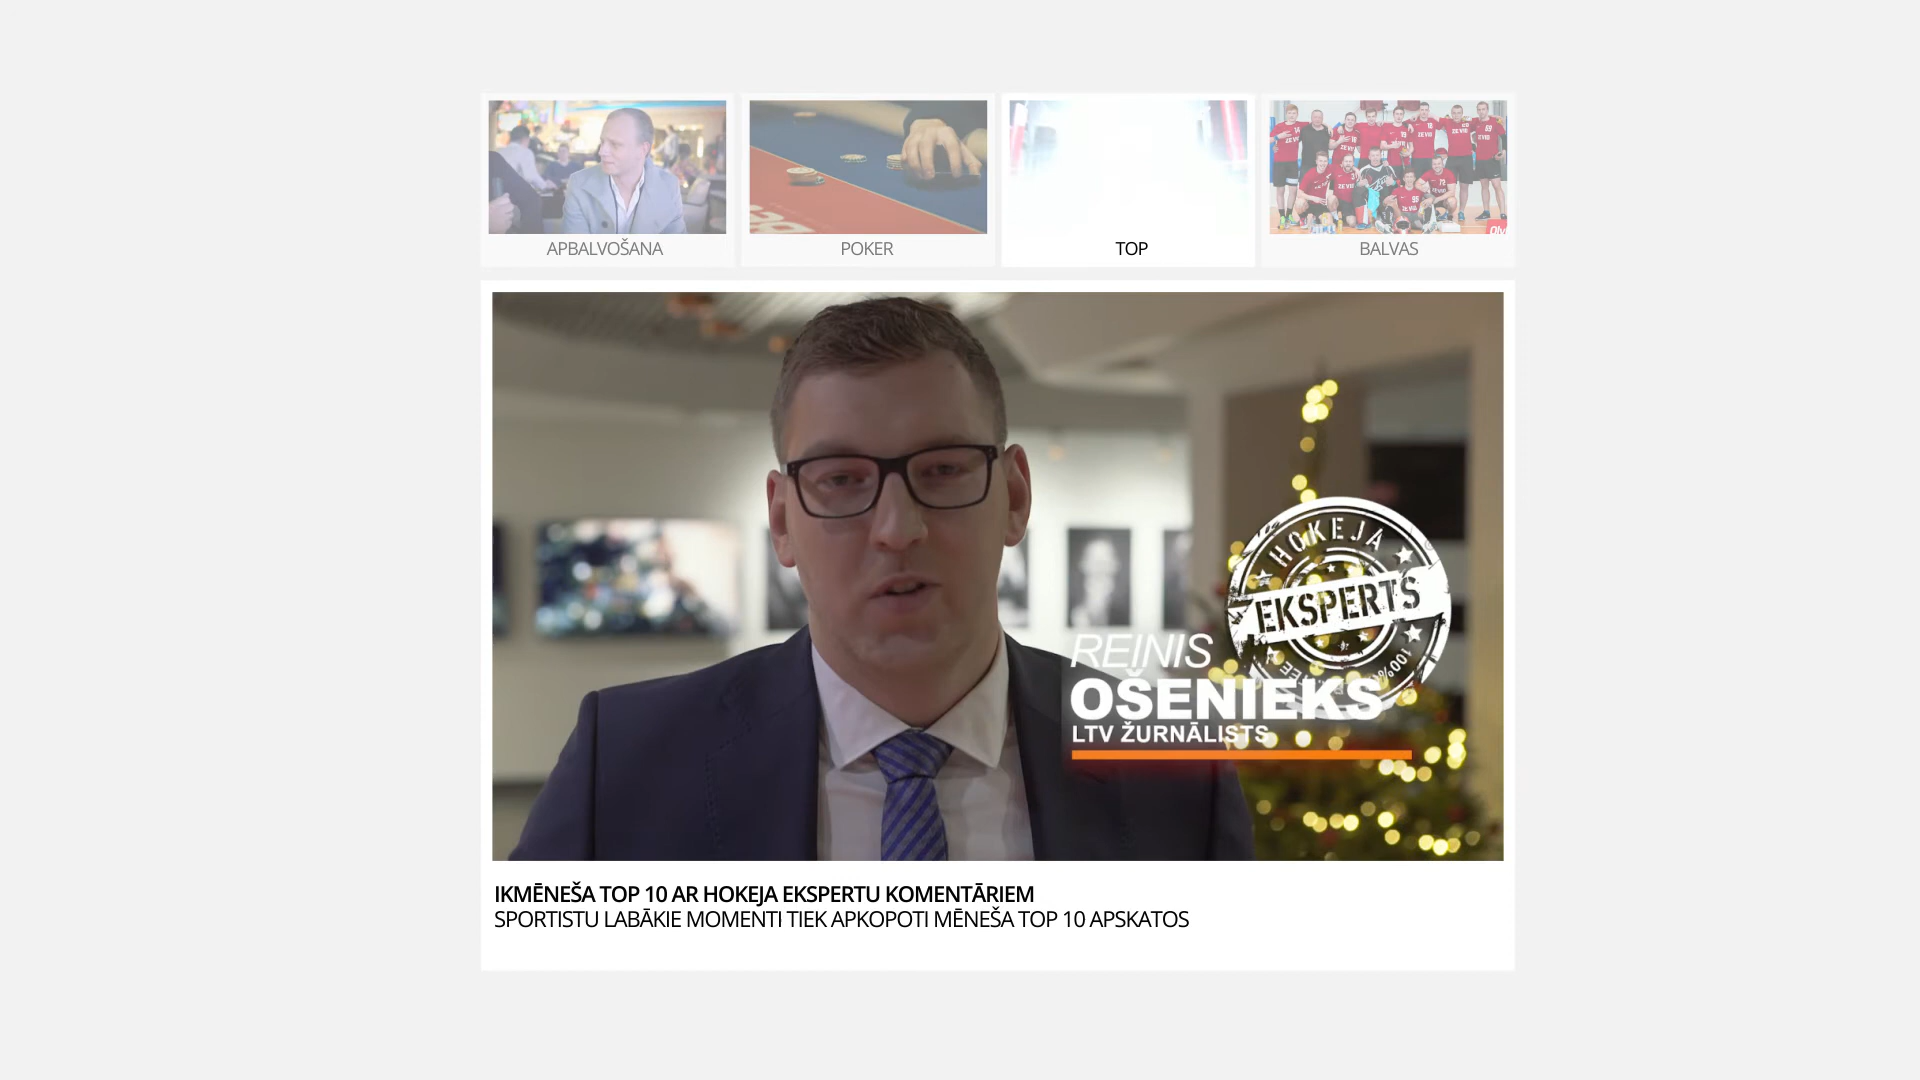 APBALVOŠANA
POKER
TOP
BALVAS
HOKEJA
EKSPERTS
REINIS
OŠENIEKS
LTV ŽURNĀLISTS
IKMĒNEŠA TOP 10 AR HOKEJA EKSPERTU KOMENTĀRIEM
SPORTISTU LABĀKIE MOMENTI TIEK APKOPOTI MĒNEŠA TOP 10 APSKATOS